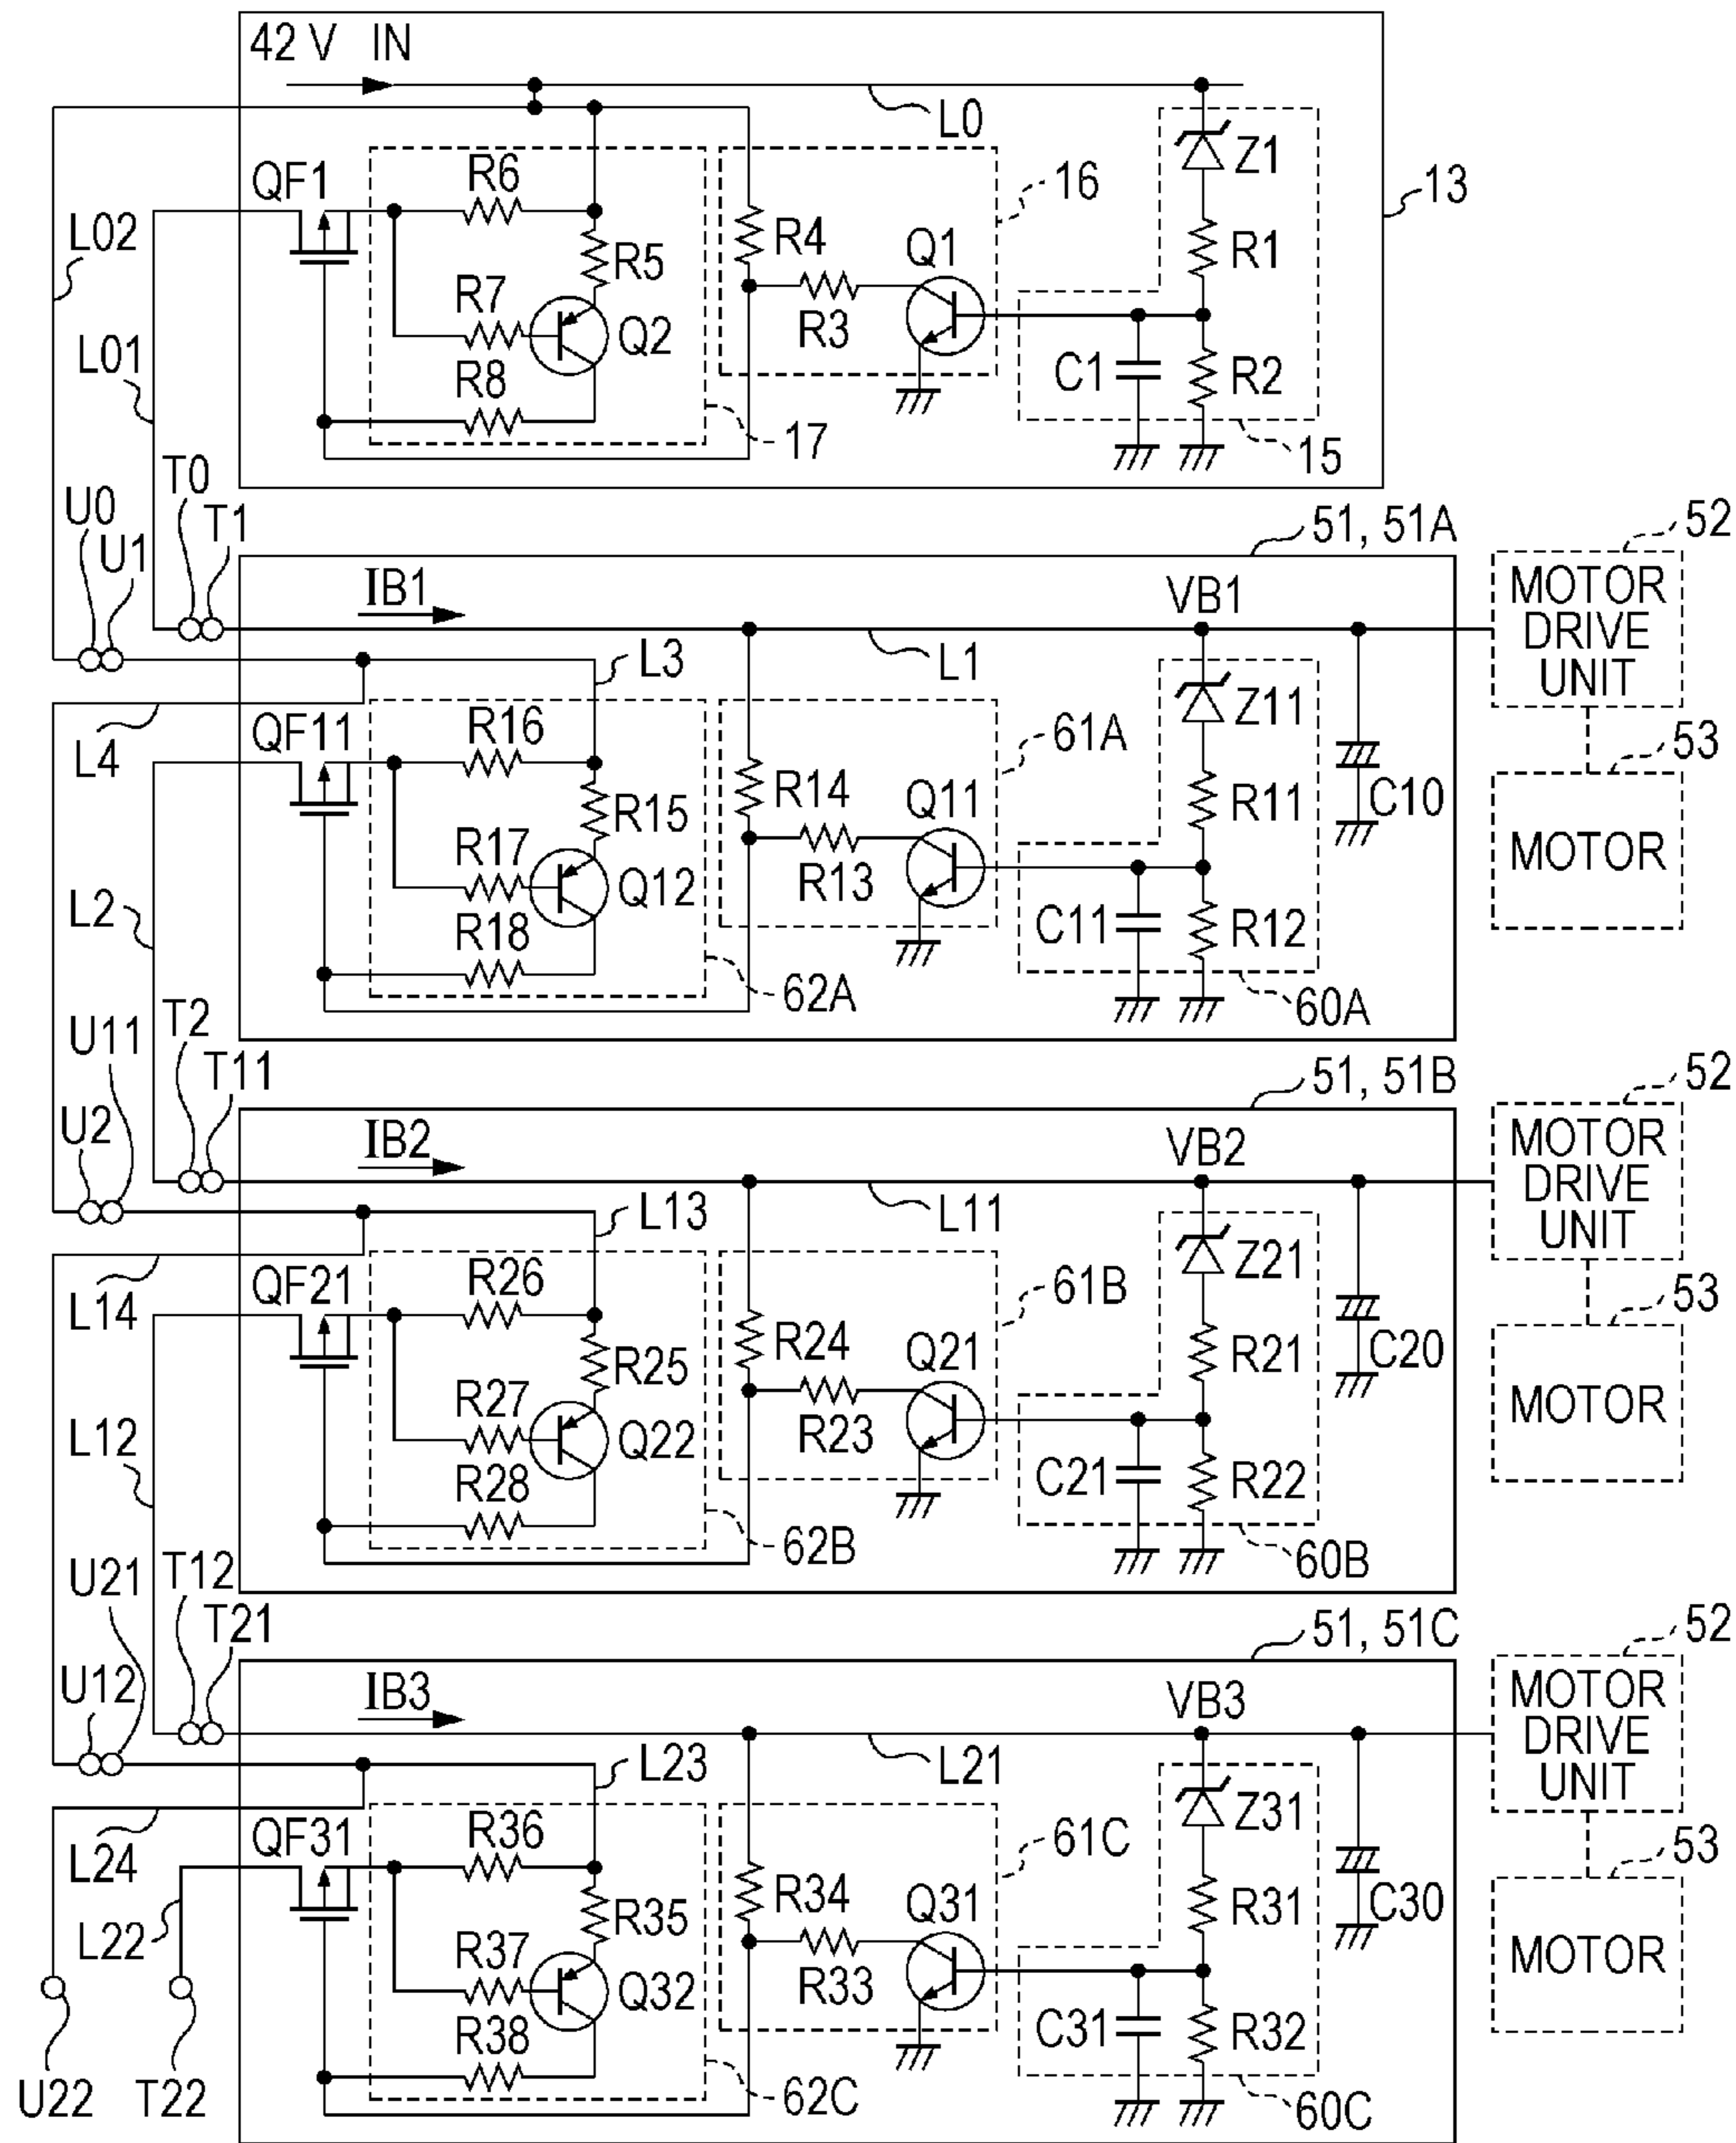 42 V IN
L0
Z1
13
QF1
R6
16
L02
R4
Q1
R1
R5
R7
R3
Q2
L01
R8
C1
R2
17
15
T0
U0
T1
U1
51, 51A
52
IB1
VB1
MOTOR
DRIVE
UNIT
L3
L1
L4
QF11
R16
61A
Z11
53
R14
Q11
R11
C10
R15
R17
R13
Q12
MOTOR
L2
R18
C11
R12
62A
60A
T2
U11
T11
51, 51B
52
U2
IB2
VB2
MOTOR
DRIVE
UNIT
L13
L11
L14
QF21
R26
61B
Z21
53
R24
Q21
R21
C20
R25
R27
R23
Q22
MOTOR
L12
R28
C21
R22
62B
60B
T12
U21
T21
51, 51C
52
U12
IB3
VB3
MOTOR
DRIVE
UNIT
L23
L21
L24
QF31
R36
61C
Z31
53
R34
Q31
R31
C30
R35
L22
R37
R33
Q32
MOTOR
R38
C31
R32
U22
T22
62C
60C